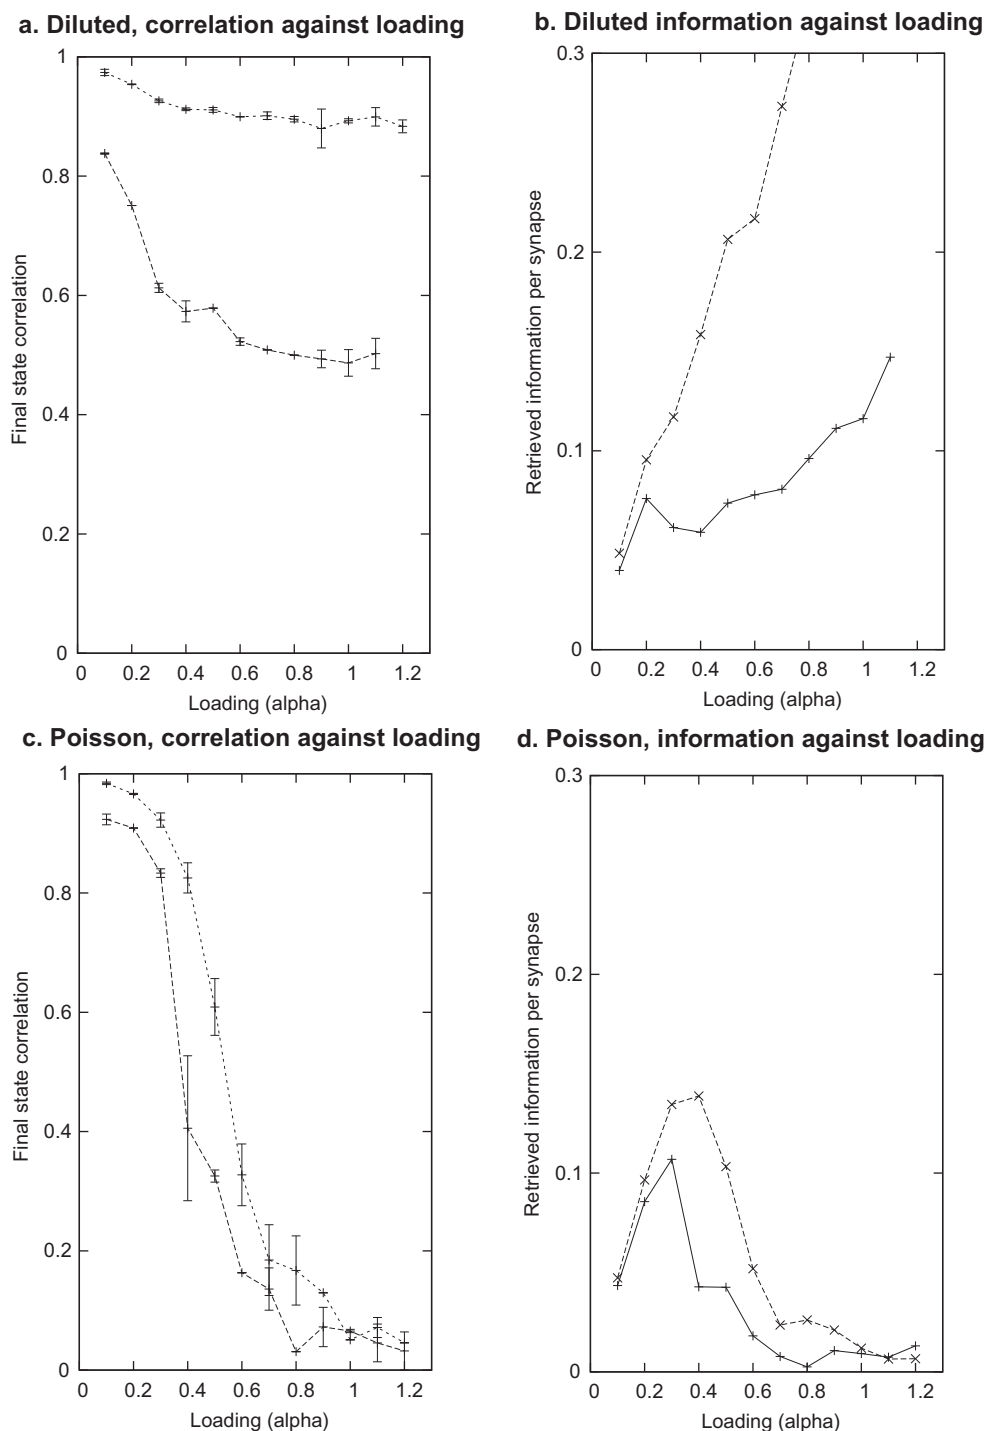 a. Diluted, correlation against loading
1
0.8
0.6
0.4
0.2
0
Final state correlation
0 0.2 0.4 0.6 0.8 1 1.2
Loading (alpha)
b. Diluted information against loading
0.3
0.2
0.1
0
Retrieved information per synapse
0 0.2 0.4 0.6 0.8 1 1.2
Loading (alpha)
c. Poisson, correlation against loading
1
0.8
0.6
0.4
0.2
0
Final state correlation
0 0.2 0.4 0.6 0.8 1 1.2
Loading (alpha)
d. Poisson, information against loading
0.3
0.2
0.1
0
Retrieved information per synapse
0 0.2 0.4 0.6 0.8 1 1.2
Loading (alpha)